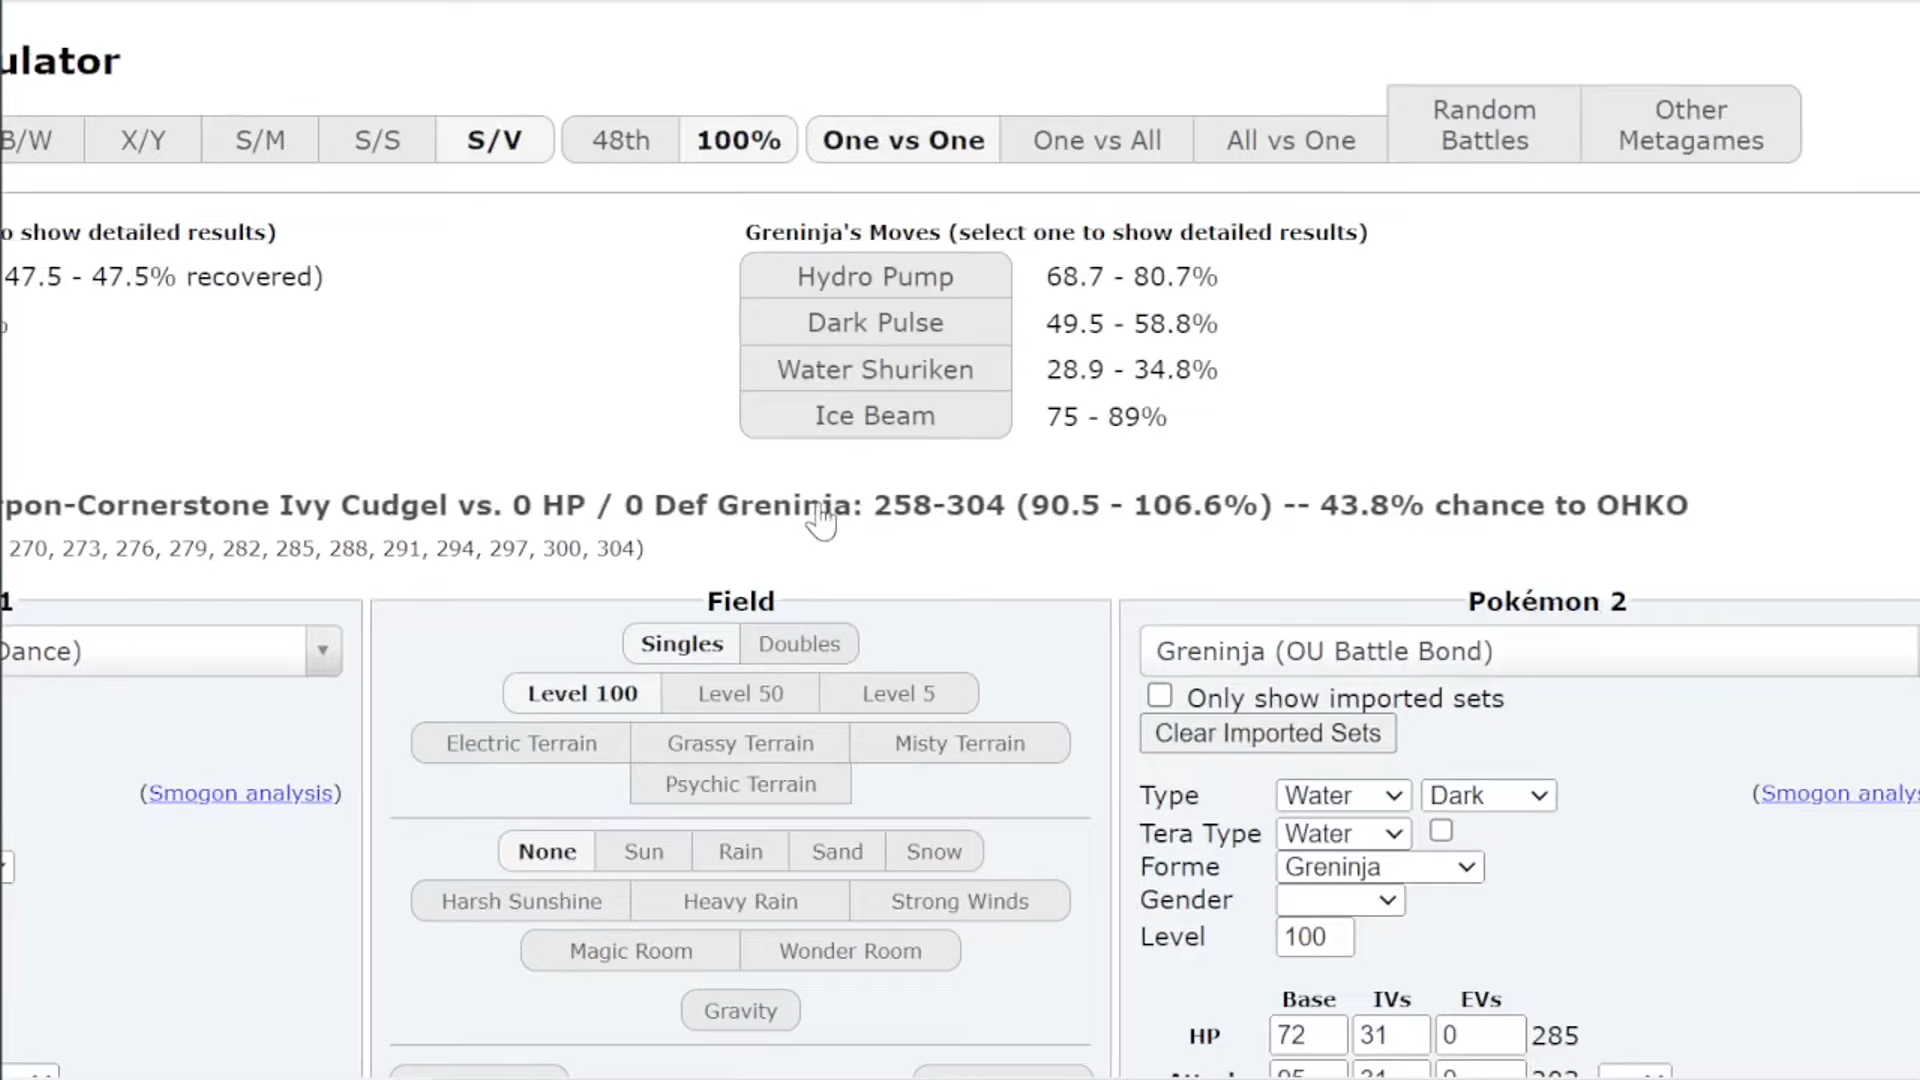 ulator
B/W X/Y S/M S/S S/V 48th 100% One vs One One vs All All vs One Random Battles Other Metagames
o show detailed results)
47.5 - 47.5% recovered)
Greninja's Moves (select one to show detailed results)
Hydro Pump 68.7 - 80.7%
Dark Pulse 49.5 - 58.8%
Water Shuriken 28.9 - 34.8%
Ice Beam 75 - 89%
rpon-Cornerstone Ivy Cudgel vs. 0 HP / 0 Def Greninja: 258-304 (90.5 - 106.6%) -- 43.8% chance to OHKO
270, 273, 276, 279, 282, 285, 288, 291, 294, 297, 300, 304)
1
Dance)
(Smogon analysis)
Field
Singles Doubles
Level 100 Level 50 Level 5
Electric Terrain Grassy Terrain Misty Terrain
Psychic Terrain
None Sun Rain Sand Snow
Harsh Sunshine Heavy Rain Strong Winds
Magic Room Wonder Room
Gravity
Pokémon 2
Greninja (OU Battle Bond)
Only show imported sets
Clear Imported Sets
Type Water Dark (Smogon analys
Tera Type Water
Forme Greninja
Gender
Level 100
Base IVs EVs
HP 72 31 0 285